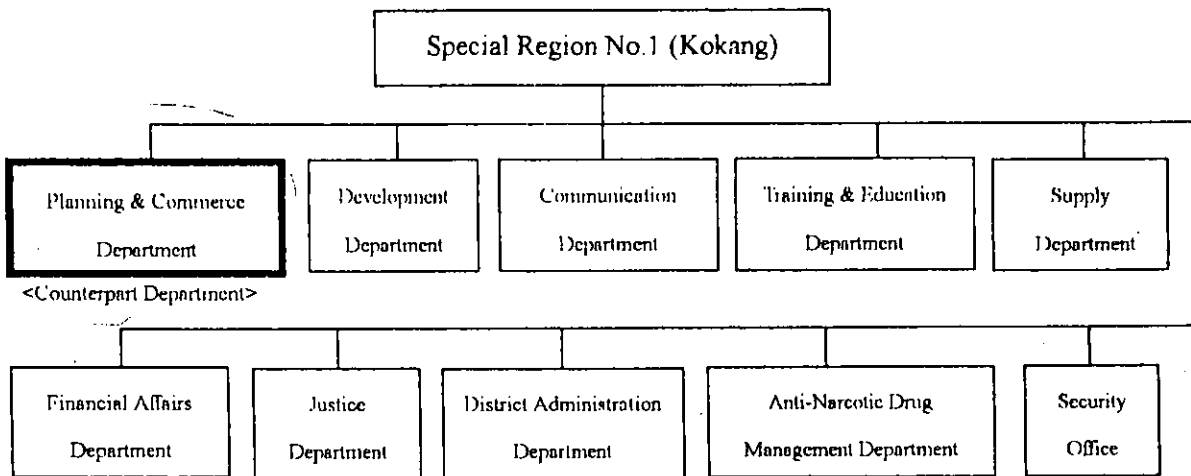 Special Region No.1 (Kokang)
Planning & Commerce
Department
<Counterpart Department>
Development
Department
Communication
Department
Training & Education
Department
Supply
Department
Financial Affairs
Department
Justice
Department
District Administration
Department
Anti-Narcotic Drug
Management Department
Security
Office